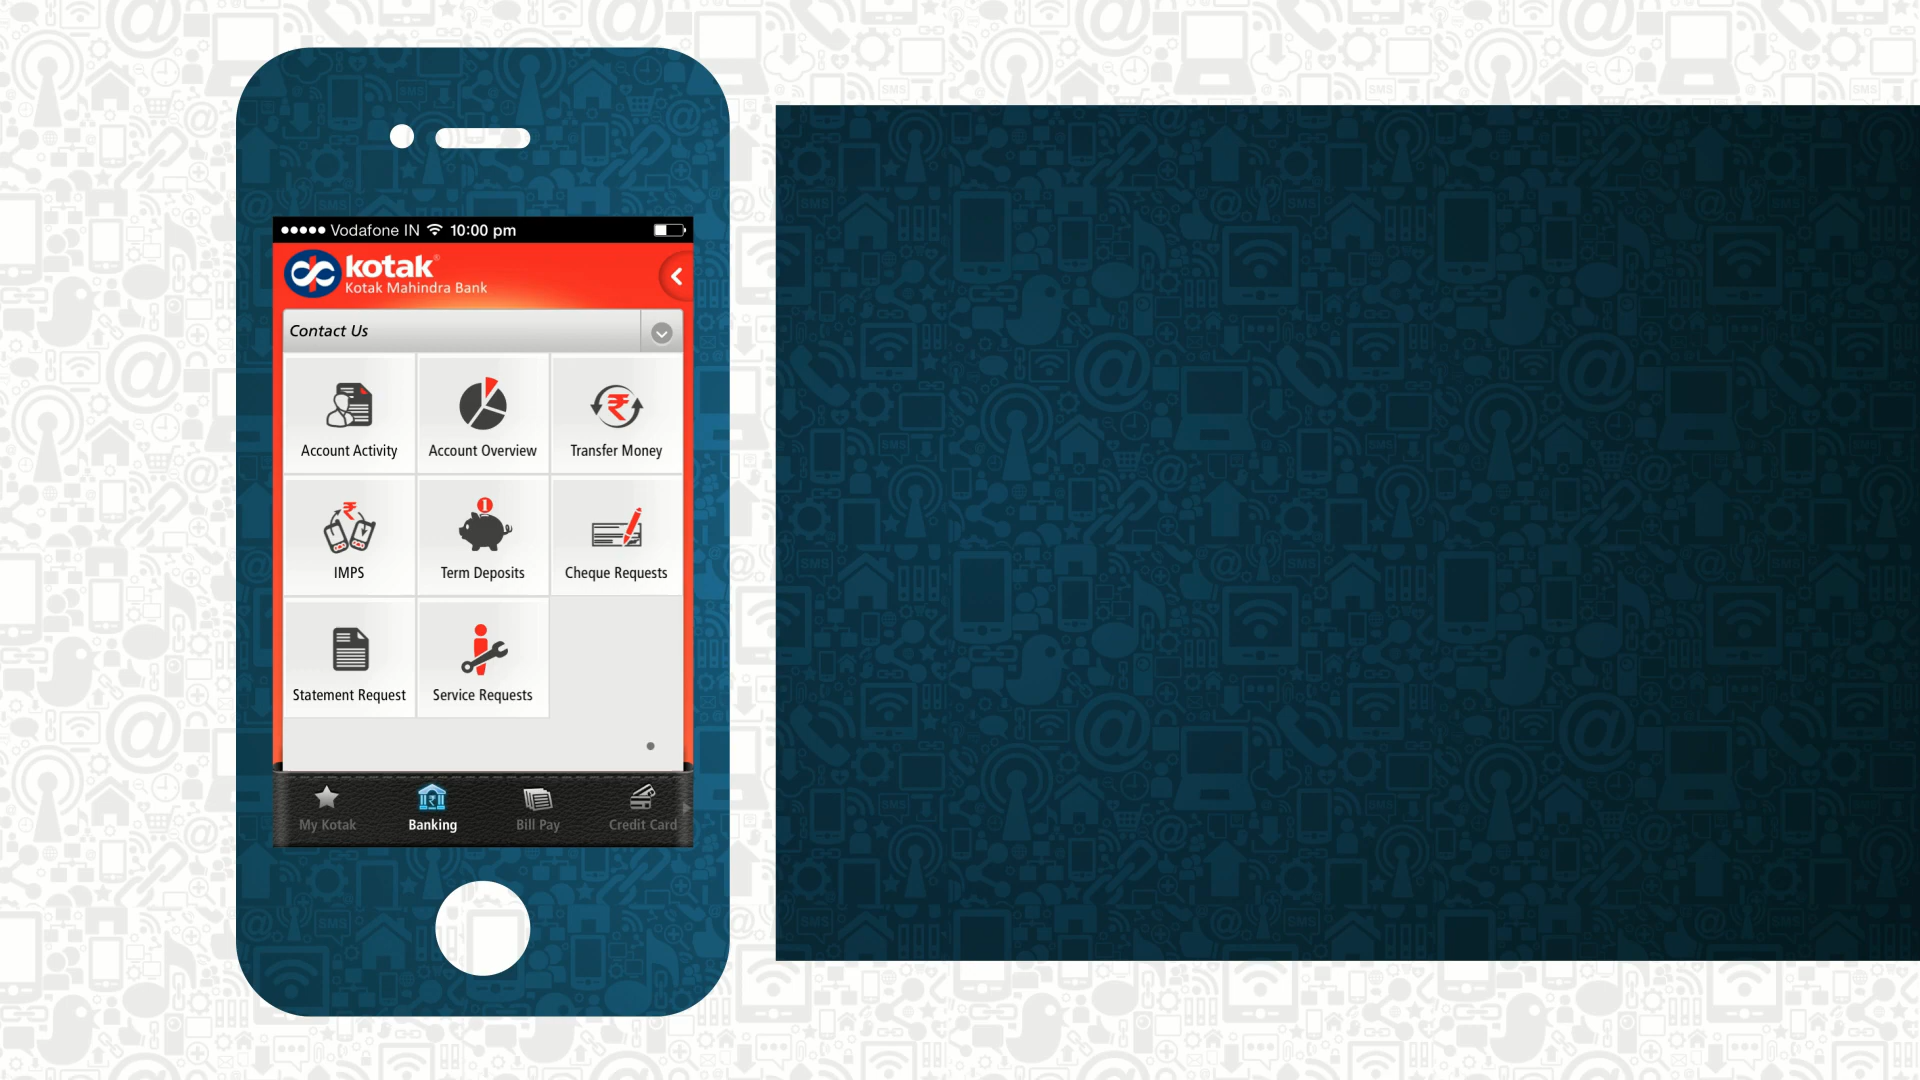 Vodafone IN 10:00 pm
kotak®
Kotak Mahindra Bank
Contact Us
Account Activity
Account Overview
Transfer Money
IMPS
Term Deposits
Cheque Requests
Statement Request
Service Requests
My Kotak
Banking
Bill Pay
Credit Card